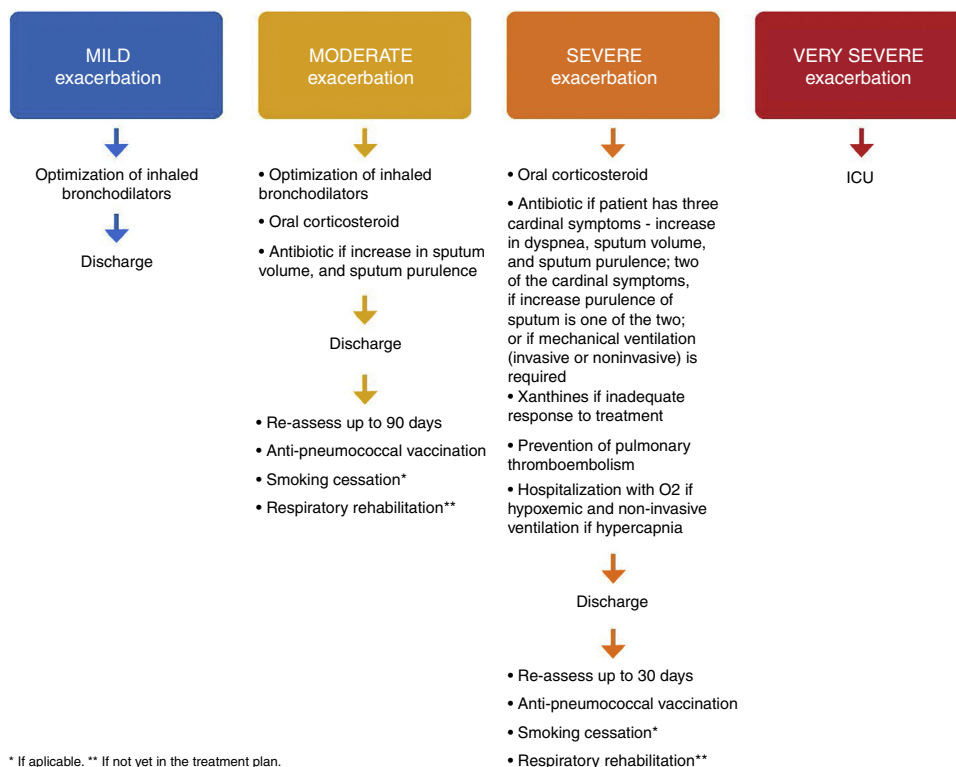 MILD
exacerbation
Optimization of inhaled
bronchodilators
Discharge
MODERATE
exacerbation
• Optimization of inhaled
bronchodilators
• Oral corticosteroid
• Antibiotic if increase in sputum
volume, and sputum purulence
Discharge
• Re-assess up to 90 days
• Anti-pneumococcal vaccination
• Smoking cessation*
• Respiratory rehabilitation**
SEVERE
exacerbation
• Oral corticosteroid
• Antibiotic if patient has three
cardinal symptoms - increase
in dyspnea, sputum volume,
and sputum purulence; two
of the cardinal symptoms,
if increase purulence of
sputum is one of the two;
or if mechanical ventilation
(invasive or noninvasive) is
required
• Xanthines if inadequate
response to treatment
• Prevention of pulmonary
thromboembolism
• Hospitalization with O2 if
hypoxemic and non-invasive
ventilation if hypercapnia
Discharge
• Re-assess up to 30 days
• Anti-pneumococcal vaccination
• Smoking cessation*
• Respiratory rehabilitation**
VERY SEVERE
exacerbation
ICU
* If aplicable. ** If not yet in the treatment plan.